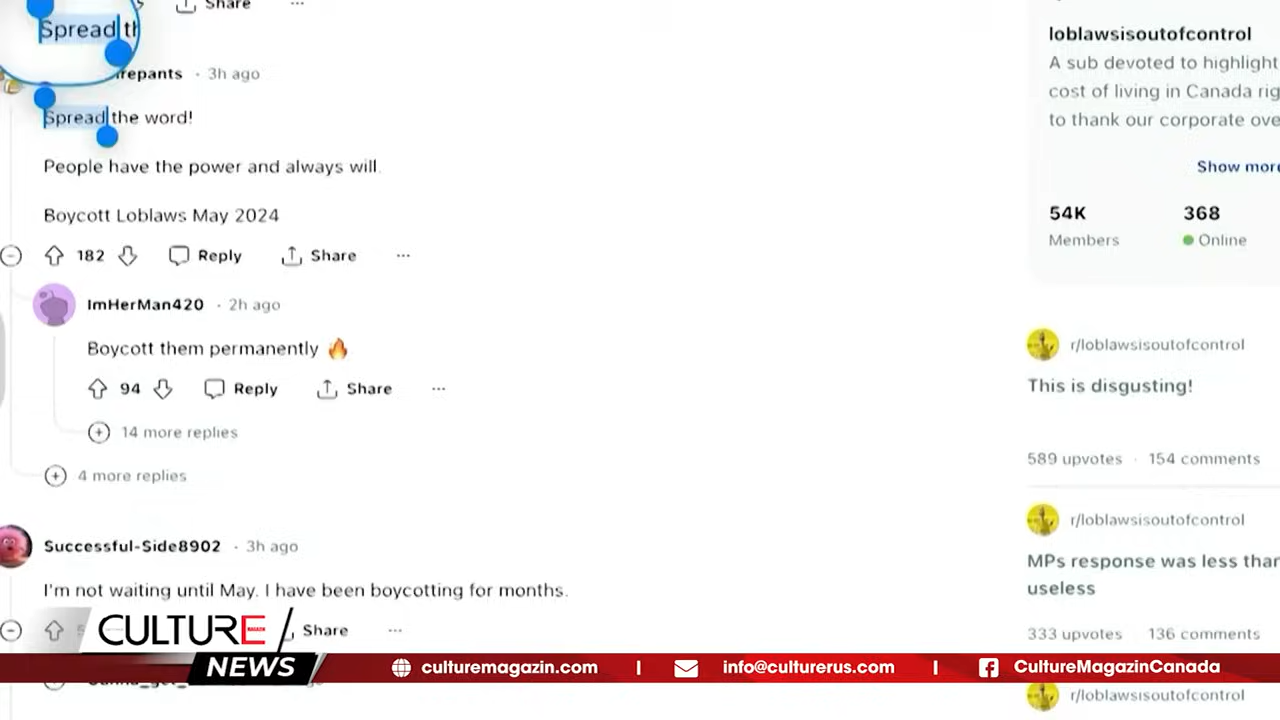 Share
Spread th
repants · 3h ago
Spread the word!
People have the power and always will.
Boycott Loblaws May 2024
182 Reply Share
ImHerMan420 · 2h ago
Boycott them permanently 🔥
94 Reply Share
14 more replies
4 more replies
Successful-Side8902 · 3h ago
I'm not waiting until May. I have been boycotting for months.
Share
loblawsisoutofcontrol
A sub devoted to highlight
cost of living in Canada rig
to thank our corporate ove
Show more
54K 368
Members Online
r/loblawsisoutofcontrol
This is disgusting!
589 upvotes · 154 comments
r/loblawsisoutofcontrol
MPs response was less than
useless
333 upvotes 136 comments
r/loblawsisoutofcontrol
CULTURE
NEWS
culturemagazin.com | info@culturerus.com | CultureMagazinCanada